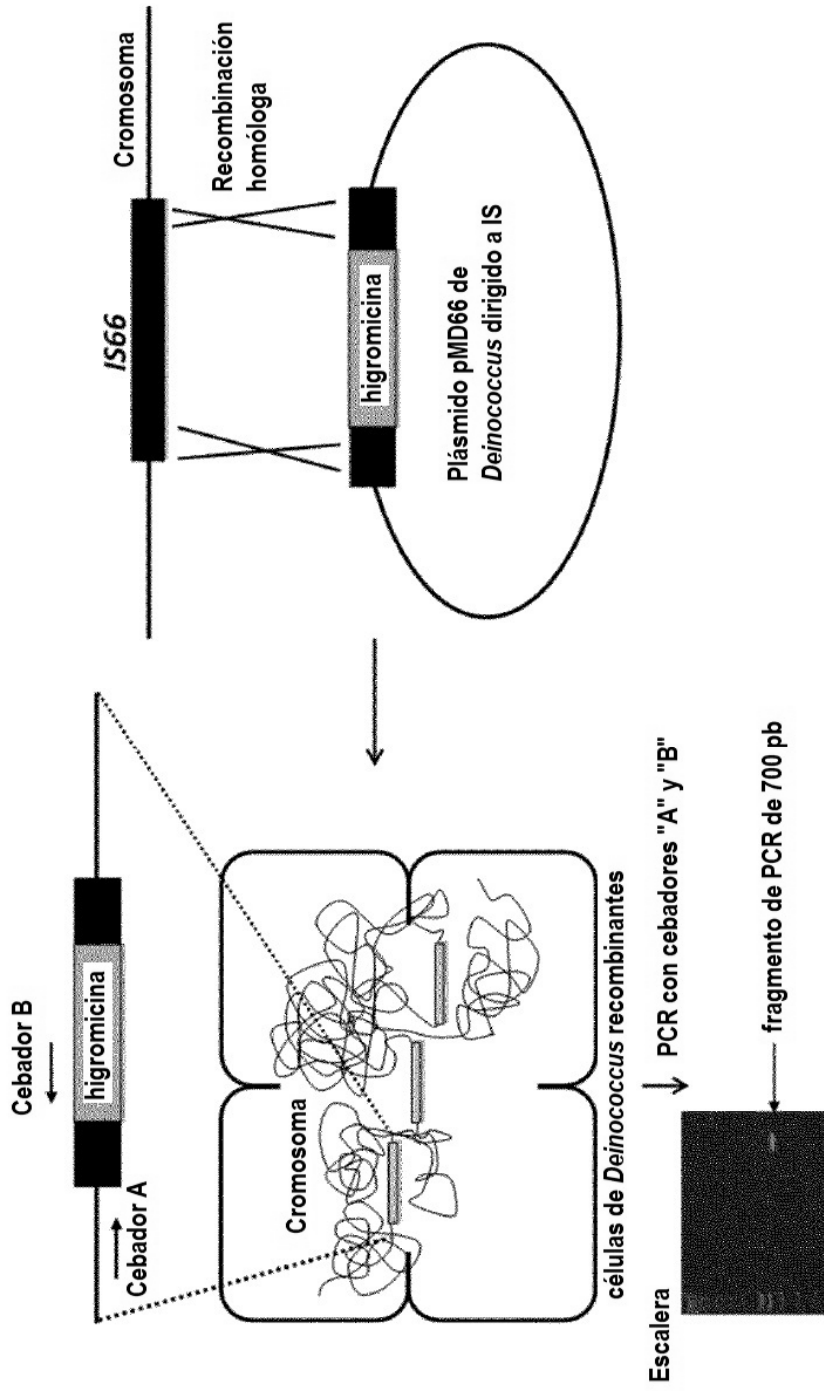 IS66
Cromosoma
Recombinación
homóloga
higromicina
Plásmido pMD66 de
Deinococcus dirigido a IS
Cebador B
higromicina
Cebador A
Cromosoma
células de Deinococcus recombinantes
PCR con cebadores "A" y "B"
Escalera
fragmento de PCR de 700 pb